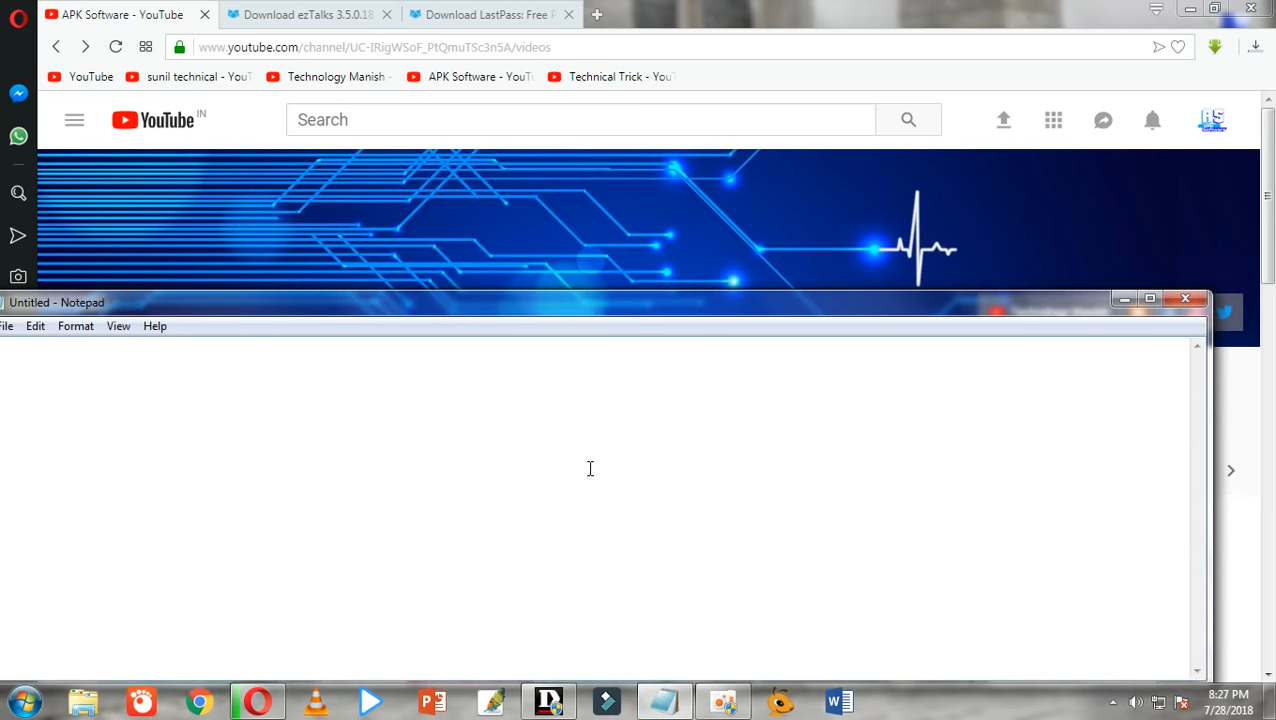 APK Software - YouTube
Download ezTalks 3.5.0.18
Download LastPass: Free P
www.youtube.com/channel/UC-IRigWSoF_PtQmuTSc3n5A/videos
YouTube
sunil technical - YouT
Technology Manish -
APK Software - YouTu
Technical Trick - You
YouTube IN
Search
Untitled - Notepad
File Edit Format View Help
8:27 PM
7/28/2018